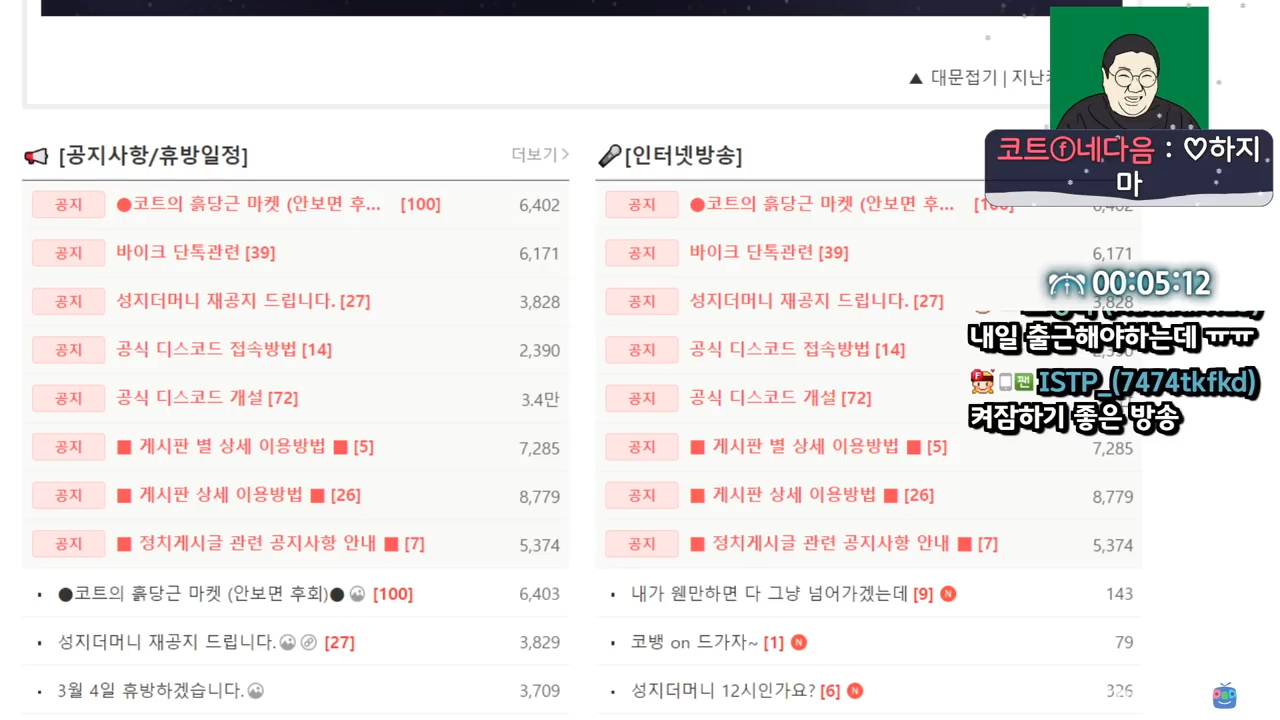 ▲ 대문접기 | 지난
[공지사항/휴방일정]
더보기 >
공지 ●코트의 흙당근 마켓 (안보면 후... [100] 6,402
공지 바이크 단톡관련 [39] 6,171
공지 성지더머니 재공지 드립니다. [27] 3,828
공지 공식 디스코드 접속방법 [14] 2,390
공지 공식 디스코드 개설 [72] 3.4만
공지 ■ 게시판 별 상세 이용방법 ■ [5] 7,285
공지 ■ 게시판 상세 이용방법 ■ [26] 8,779
공지 ■ 정치게시글 관련 공지사항 안내 ■ [7] 5,374
· ●코트의 흙당근 마켓 (안보면 후회)● [100] 6,403
· 성지더머니 재공지 드립니다. [27] 3,829
· 3월 4일 휴방하겠습니다. 3,709
[인터넷방송]
공지 ●코트의 흙당근 마켓 (안보면 후... [100] 6,402
공지 바이크 단톡관련 [39] 6,171
공지 성지더머니 재공지 드립니다. [27] 3,828
공지 공식 디스코드 접속방법 [14] 2,390
공지 공식 디스코드 개설 [72]
공지 ■ 게시판 별 상세 이용방법 ■ [5] 7,285
공지 ■ 게시판 상세 이용방법 ■ [26] 8,779
공지 ■ 정치게시글 관련 공지사항 안내 ■ [7] 5,374
· 내가 웬만하면 다 그냥 넘어가겠는데 [9] N 143
· 코뱅 on 드가자~ [1] N 79
· 성지더머니 12시인가요? [6] N 326
코트ⓕ네다음 : ♡하지
마
00:05:12
내일 출근해야하는데 ㅠㅠ
F 팬 ISTP_(7474tkfkd)
켜잠하기 좋은 방송